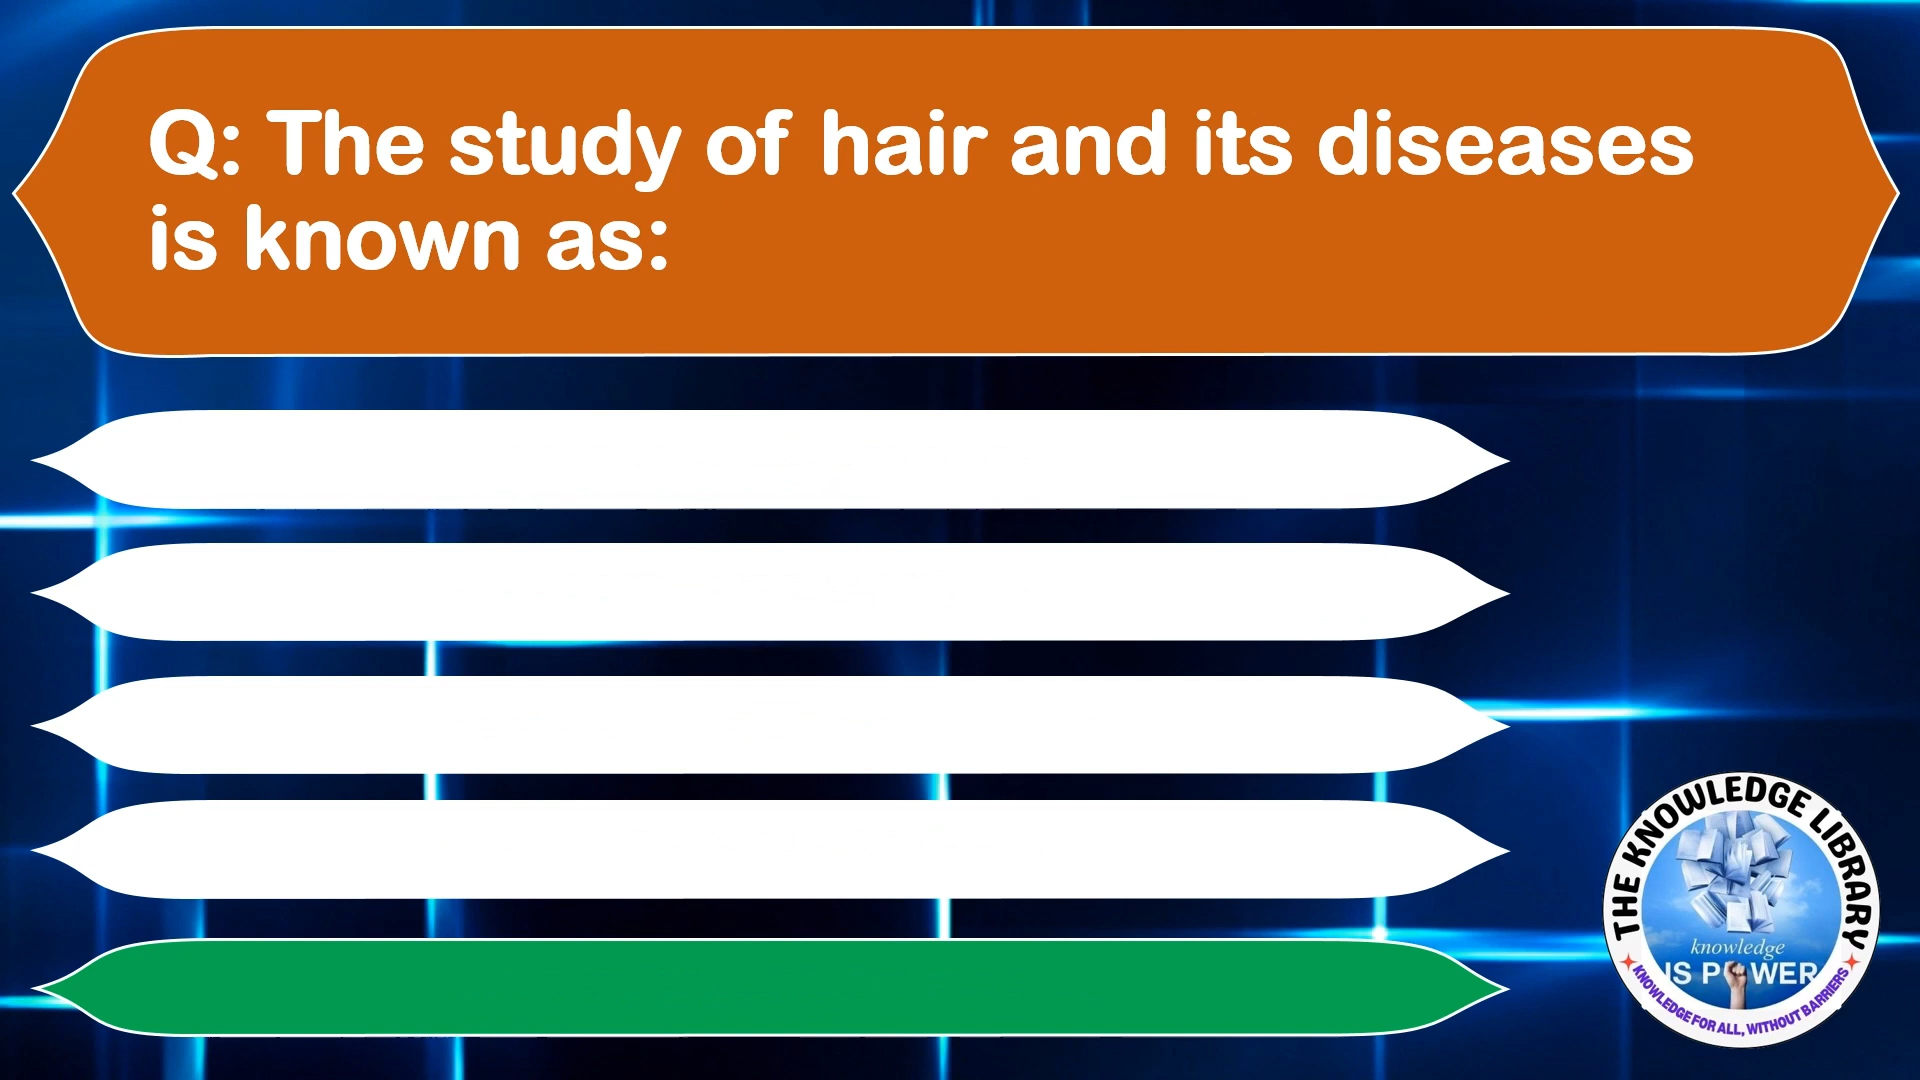 Q: The study of hair and its diseases
is known as:
THE KNOWLEDGE LIBRARY
knowledge
IS POWER
KNOWLEDGE FOR ALL, WITHOUT BARRIERS